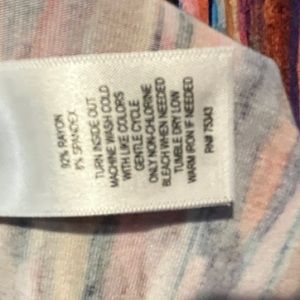 92% RAYON
8% SPANDEX
TURN INSIDE OUT
MACHINE WASH COLD
WITH LIKE COLORS
GENTLE CYCLE
ONLY NON-CHLORINE
BLEACH WHEN NEEDED
TUMBLE DRY LOW
WARM IRON IF NEEDED
RN# 75343